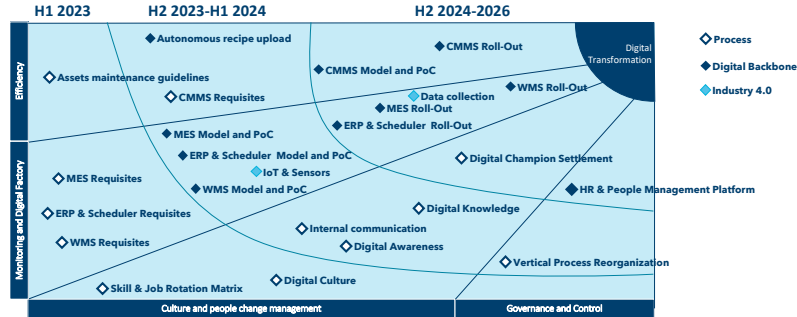 H1 2023
H2 2023-H1 2024
H2 2024-2026
Efficiency
Monitoring and Digital Factory
Autonomous recipe upload
CMMS Roll-Out
Digital
Transformation
Process
Assets maintenance guidelines
CMMS Model and PoC
Digital Backbone
WMS Roll-Out
Industry 4.0
CMMS Requisites
Data collection
MES Roll-Out
MES Model and PoC
ERP & Scheduler Roll-Out
ERP & Scheduler Model and PoC
Digital Champion Settlement
IoT & Sensors
MES Requisites
WMS Model and PoC
HR & People Management Platform
ERP & Scheduler Requisites
Digital Knowledge
Internal communication
WMS Requisites
Digital Awareness
Vertical Process Reorganization
Digital Culture
Skill & Job Rotation Matrix
Culture and people change management
Governance and Control